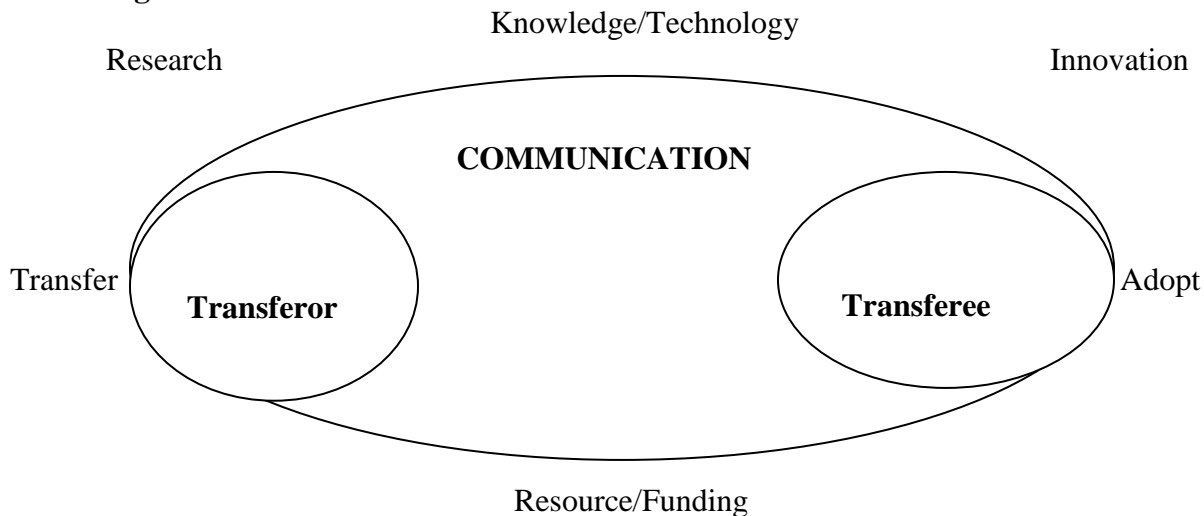 Knowledge/Technology
Research
Innovation
COMMUNICATION
Transfer
Transferor
Transferee
Adopt
Resource/Funding